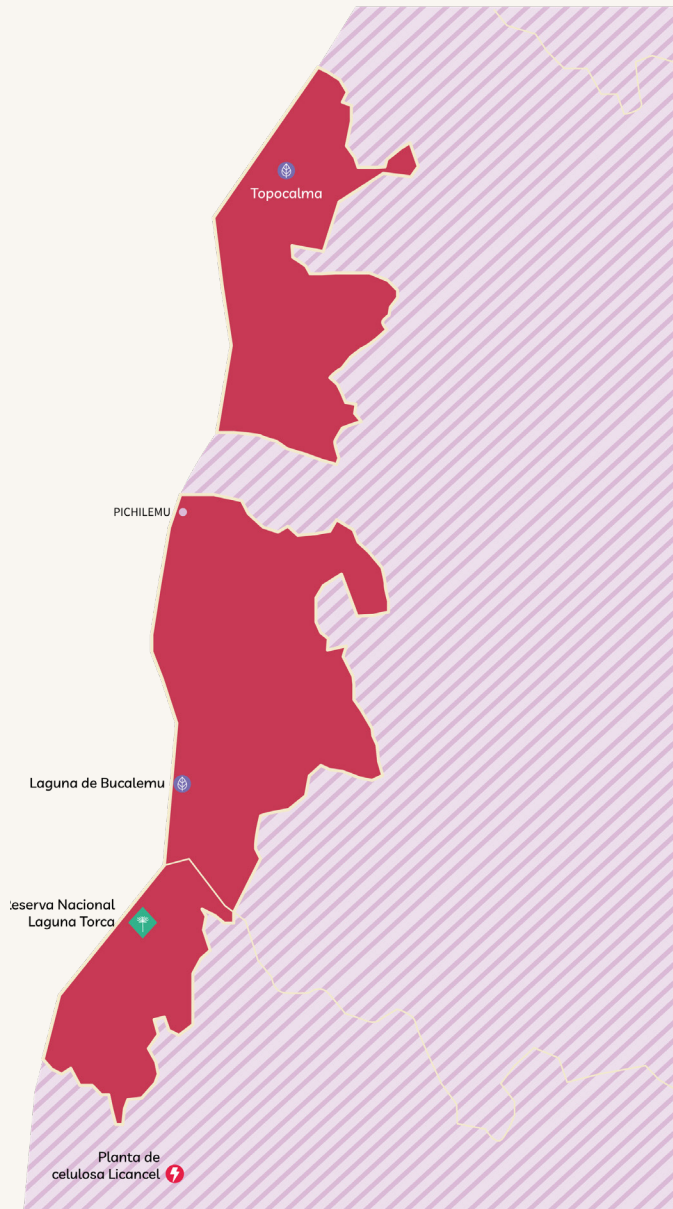 Topocalma
PICHILEMU
Laguna de Bucalemu
eserva Nacional
Laguna Torca
Planta de
celulosa Licancel